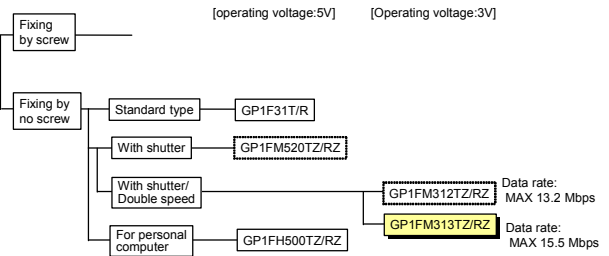 [operating voltage:5V] [Operating voltage:3V]
Fixing
by screw
Fixing by
no screw
Standard type
GP1F31T/R
With shutter
GP1FM520TZ/RZ
With shutter/
Double speed
GP1FM312TZ/RZ
Data rate:
MAX 13.2 Mbps
GP1FM313TZ/RZ
Data rate:
MAX 15.5 Mbps
For personal
computer
GP1FH500TZ/RZ